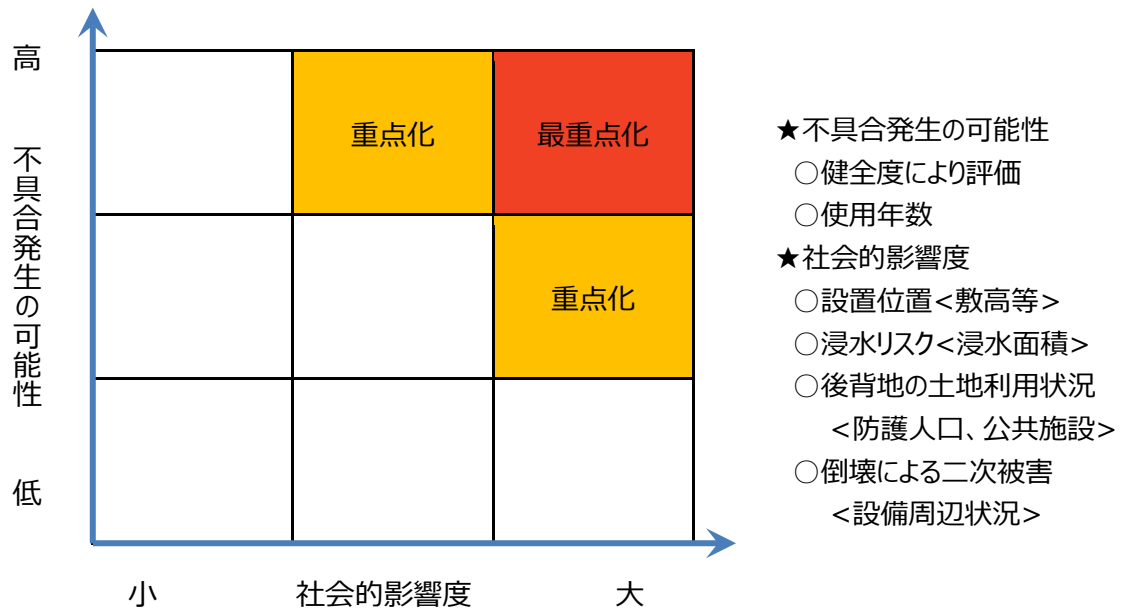 高
不具合発生の可能性
低
重点化
最重点化
重点化
小
社会的影響度
大
★不具合発生の可能性
○健全度により評価
○使用年数
★社会的影響度
○設置位置<敷高等>
○浸水リスク<浸水面積>
○後背地の土地利用状況
<防護人口、公共施設>
○倒壊による二次被害
<設備周辺状況>